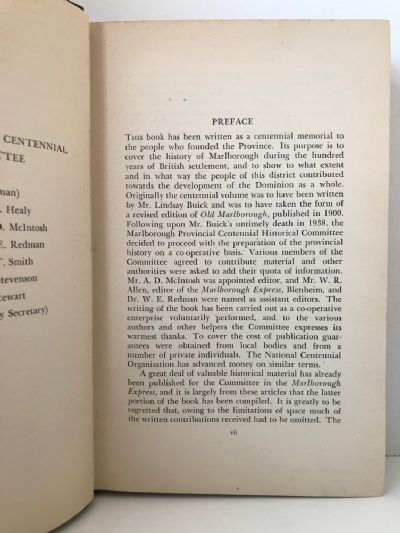 CENTENNIAL
TTEE
man)
Healy
D. McIntosh
E. Redman
Smith
Stevenson
tewart
y Secretary)
PREFACE
THIS book has been written as a centennial memorial to
the people who founded the Province. Its purpose is to
cover the history of Marlborough during the hundred
years of British settlement, and to show to what extent
and in what way the people of this district contributed
towards the development of the Dominion as a whole.
Originally the centennial volume was to have been written
by Mr. Lindsay Buick and was to have taken the form of
a revised edition of Old Marlborough, published in 1900.
Following upon Mr. Buick's untimely death in 1938, the
Marlborough Provincial Centennial Historical Committee
decided to proceed with the preparation of the provincial
history on a co-operative basis. Various members of the
Committee agreed to contribute material and other
authorities were asked to add their quota of information.
Mr. A. D. McIntosh was appointed editor, and Mr. W. R.
Allen, editor of the Marlborough Express, Blenheim, and
Dr. W. E. Redman were named as assistant editors. The
writing of the book has been carried out as a co-operative
enterprise voluntarily performed, and to the various
authors and other helpers the Committee expresses its
warmest thanks. To cover the cost of publication guar-
antees were obtained from local bodies and from a
number of private individuals. The National Centennial
Organisation has advanced money on similar terms.
A great deal of valuable historical material has already
been published for the Committee in the Marlborough
Express, and it is largely from these articles that the latter
portion of the book has been compiled. It is greatly to be
regretted that, owing to the limitations of space much of
the written contributions received had to be omitted. The
vii